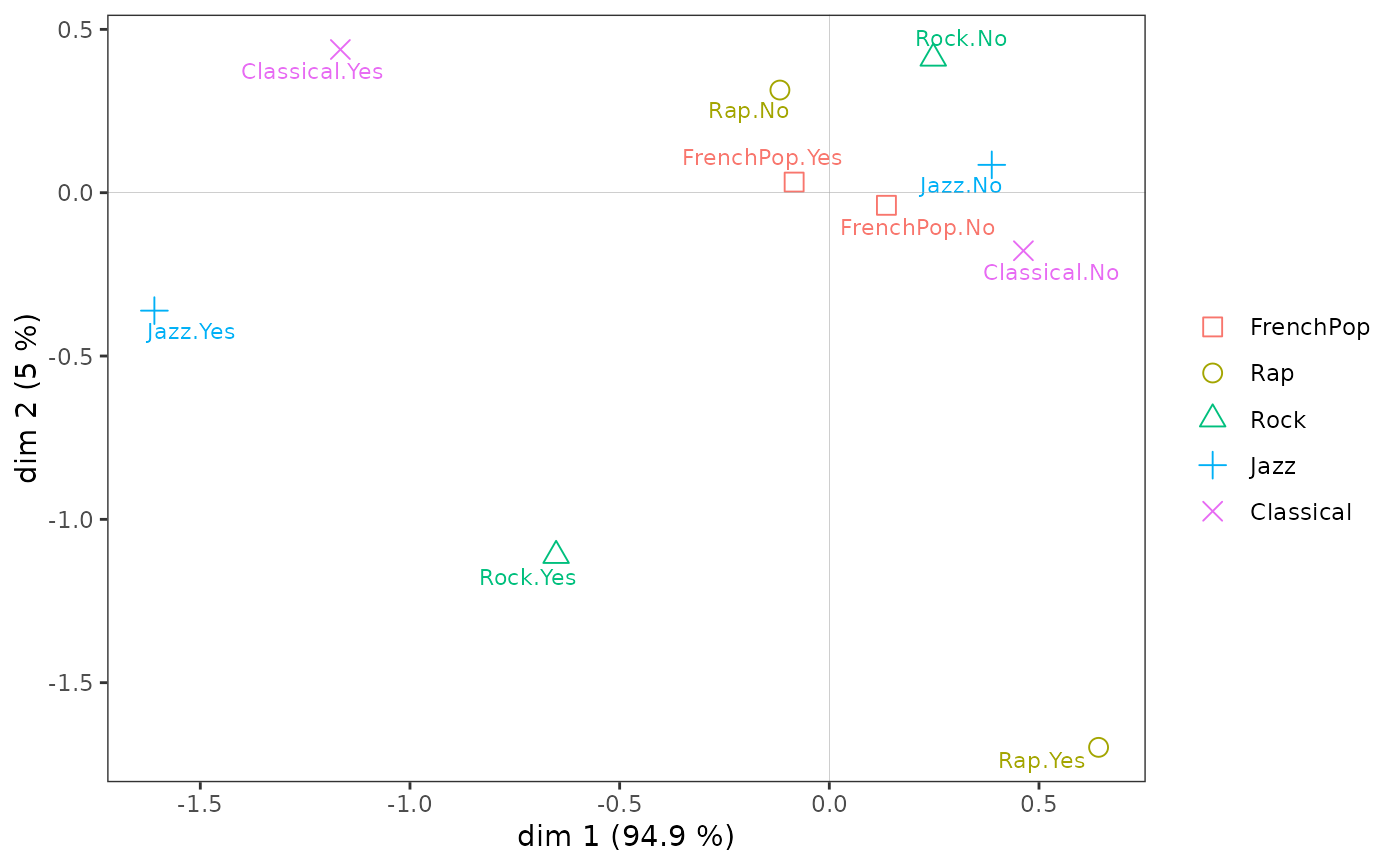 0.5
0.0
-0.5
-1.0
-1.5
dim 2 (5 %)
Rock.No
Classical.Yes
Rap.No
FrenchPop.Yes
Jazz.No
FrenchPop.No
Classical.No
Jazz.Yes
Rock.Yes
Rap.Yes
-1.5 -1.0 -0.5 0.0 0.5
dim 1 (94.9 %)
FrenchPop
Rap
Rock
Jazz
Classical